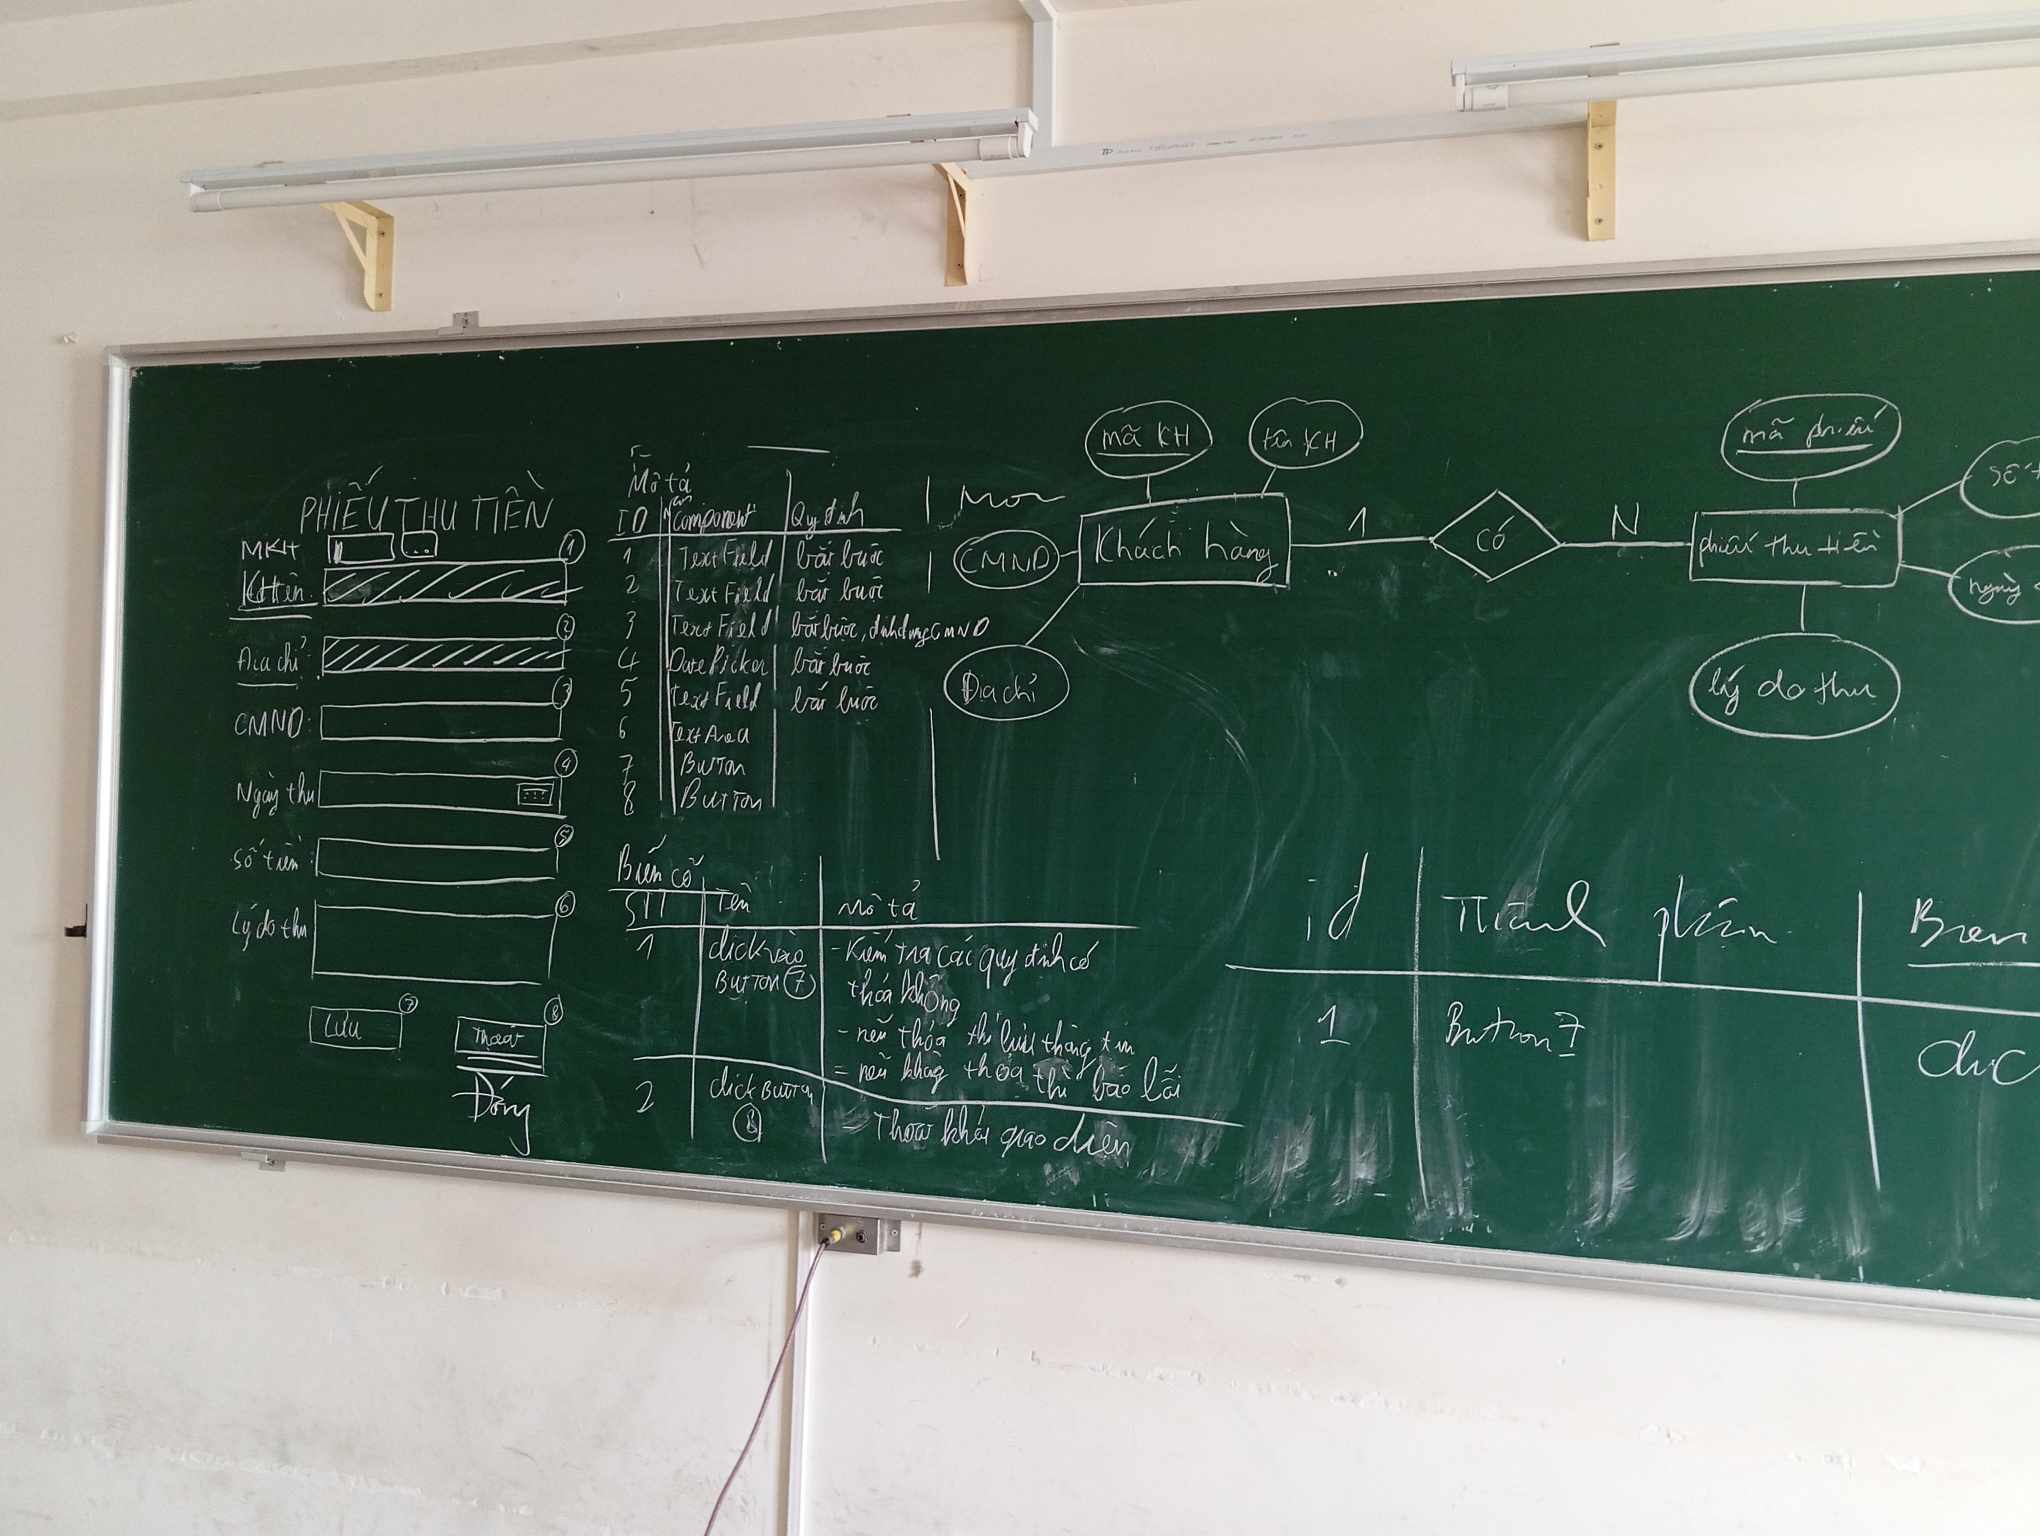 PHIẾU THU TIỀN
MKH ...
KH tên 1
Địa chỉ: 2
CMND: 3
Ngày thu 4
Số tiền: 5
Lý do thu 6
Lưu 7
Thoát 8
Đóng
Mô tả
ID Component Quy định
1 TextField bắt buộc
2 TextField bắt buộc
3 TextField bắt buộc, định dạng CMND
4 DatePicker bắt buộc
5 TextField bắt buộc
6 TextArea
7 Button
8 Button
Biến cố
STT Tên Mô tả
1 click vào BUTTON 7
- Kiểm tra các quy định có
thỏa không
- nếu thỏa thì lưu thông tin
- nếu không thỏa thì báo lỗi
2 click BUTTON 8
- Thoát khỏi giao diện
mã KH
tên KH
CMND
Khách hàng
Địa chỉ
1
Có
N
mã phiếu
phiếu thu tiền
số t
ngày
lý do thu
id Thành phần Bien
1 Button 7 clic